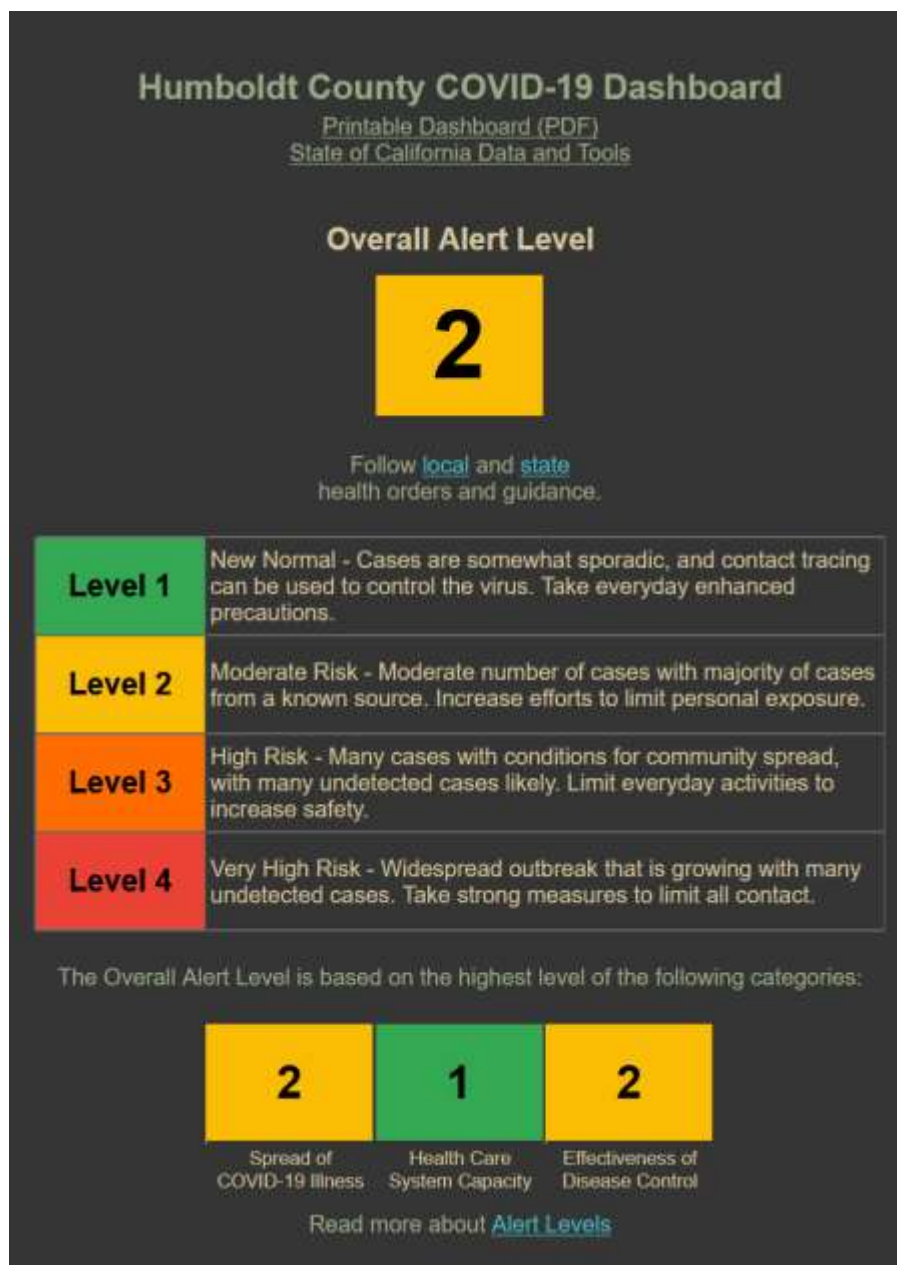 Humboldt County COVID-19 Dashboard
Printable Dashboard (PDF)
State of California Data and Tools
Overall Alert Level
2
Follow local and state
health orders and guidance.
Level 1
New Normal - Cases are somewhat sporadic, and contact tracing
can be used to control the virus. Take everyday enhanced
precautions.
Level 2
Moderate Risk - Moderate number of cases with majority of cases
from a known source. Increase efforts to limit personal exposure.
Level 3
High Risk - Many cases with conditions for community spread,
with many undetected cases likely. Limit everyday activities to
increase safety.
Level 4
Very High Risk - Widespread outbreak that is growing with many
undetected cases. Take strong measures to limit all contact.
The Overall Alert Level is based on the highest level of the following categories:
2
Spread of
COVID-19 Illness
1
Health Care
System Capacity
2
Effectiveness of
Disease Control
Read more about Alert Levels